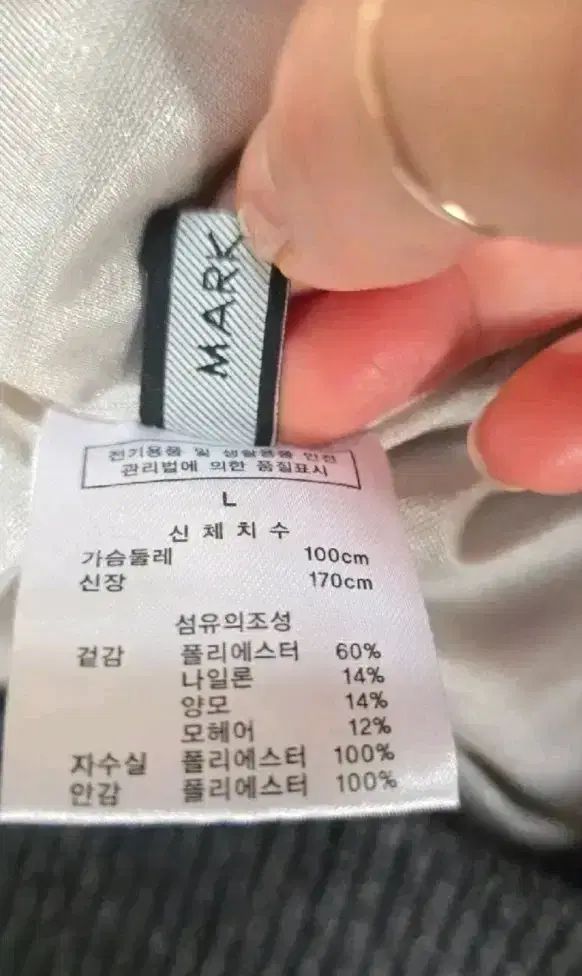 MARK
전기용품 및 생활용품 안전
관리법에 의한 품질표시
L
신체치수
가슴둘레 100cm
신장 170cm
섬유의조성
겉감 폴리에스터 60%
나일론 14%
양모 14%
모헤어 12%
자수실 폴리에스터 100%
안감 폴리에스터 100%